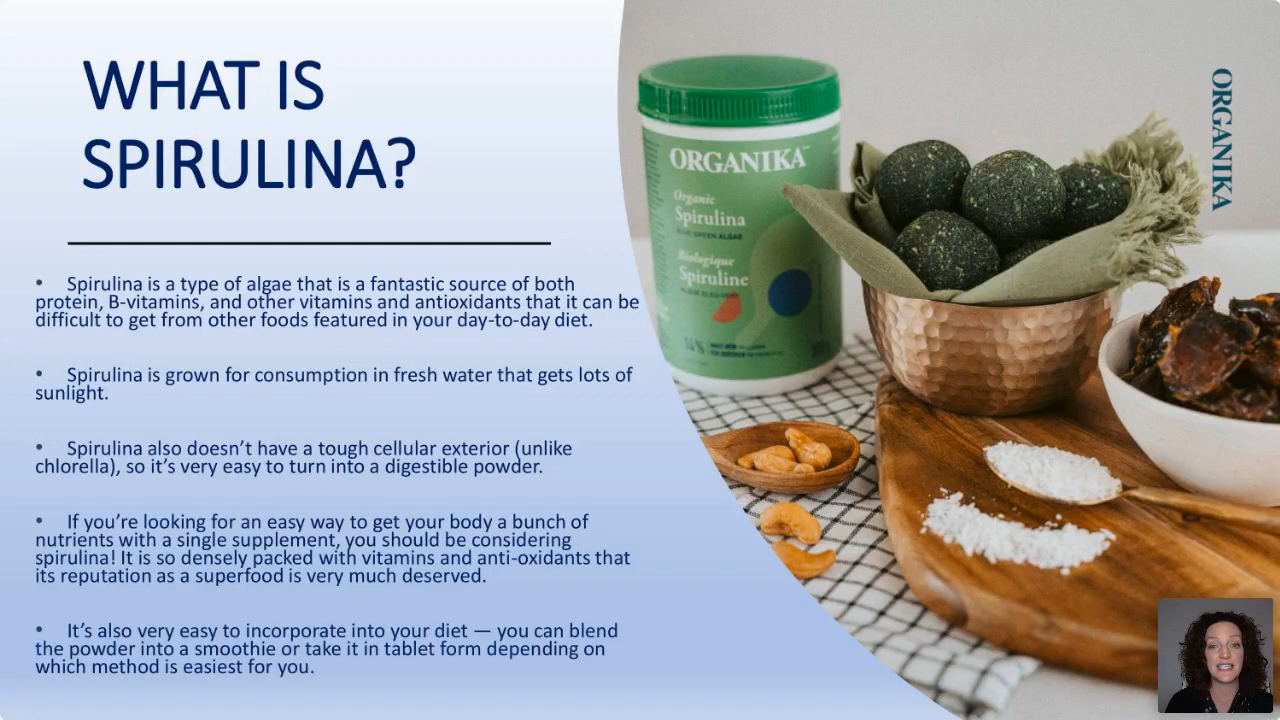 WHAT IS
SPIRULINA?
• Spirulina is a type of algae that is a fantastic source of both
protein, B-vitamins, and other vitamins and antioxidants that it can be
difficult to get from other foods featured in your day-to-day diet.
• Spirulina is grown for consumption in fresh water that gets lots of
sunlight.
• Spirulina also doesn’t have a tough cellular exterior (unlike
chlorella), so it’s very easy to turn into a digestible powder.
• If you’re looking for an easy way to get your body a bunch of
nutrients with a single supplement, you should be considering
spirulina! It is so densely packed with vitamins and anti-oxidants that
its reputation as a superfood is very much deserved.
• It’s also very easy to incorporate into your diet — you can blend
the powder into a smoothie or take it in tablet form depending on
which method is easiest for you.
ORGANIKA
Organic
Spirulina
BLUE GREEN ALGAE
Biologique
Spiruline
ALGUE BLEU-VERT
ORGANIKA